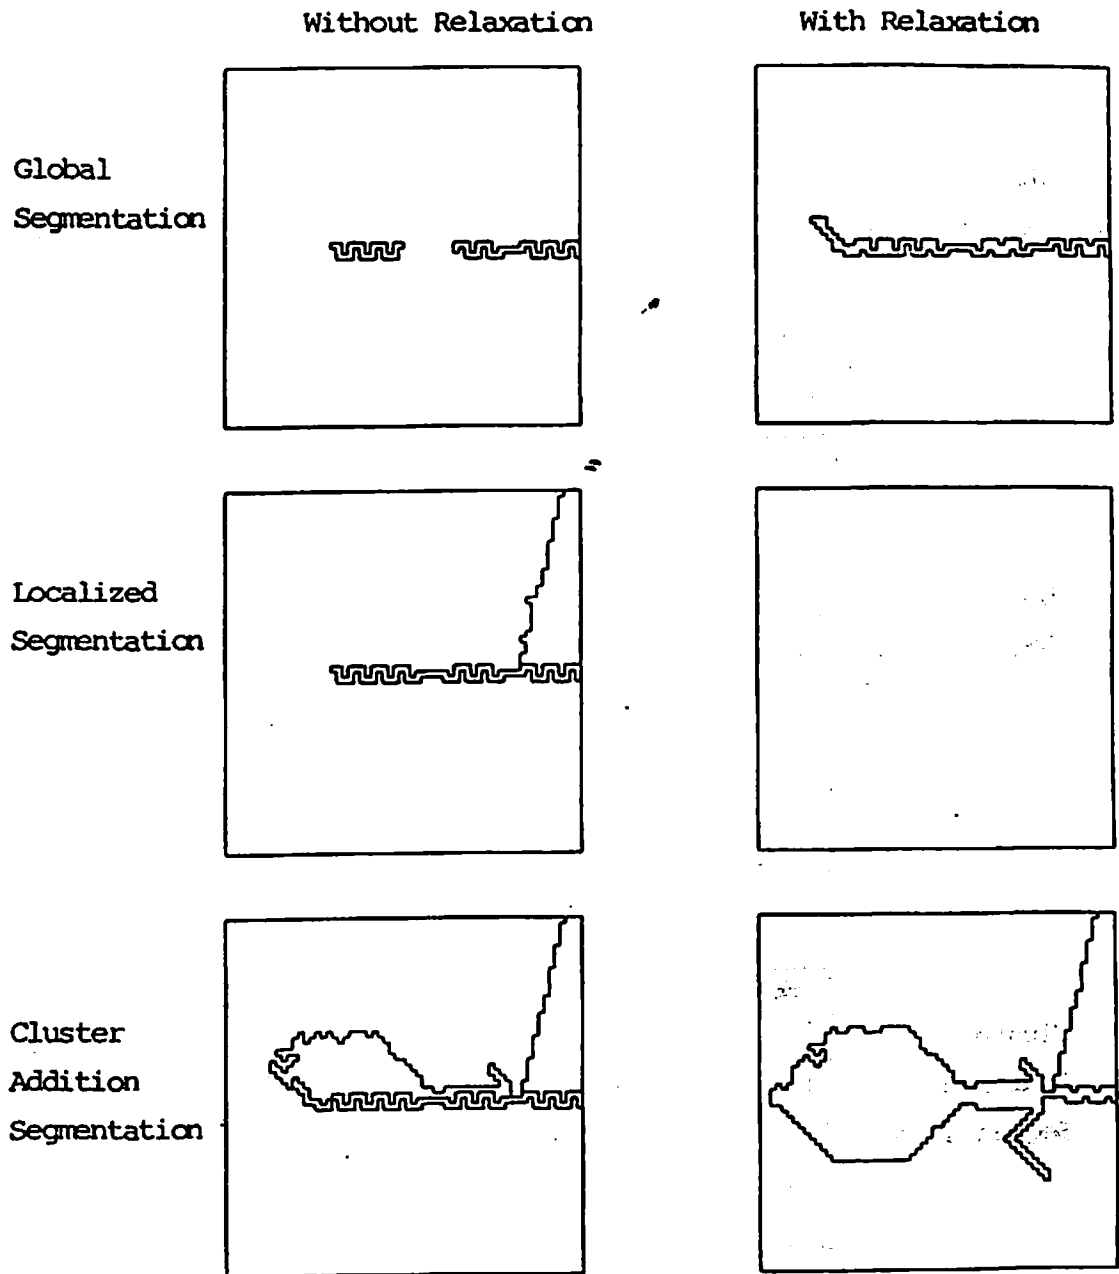 Without Relaxation
With Relaxation
Global
Segmentation
Localized
Segmentation
Cluster
Addition
Segmentation